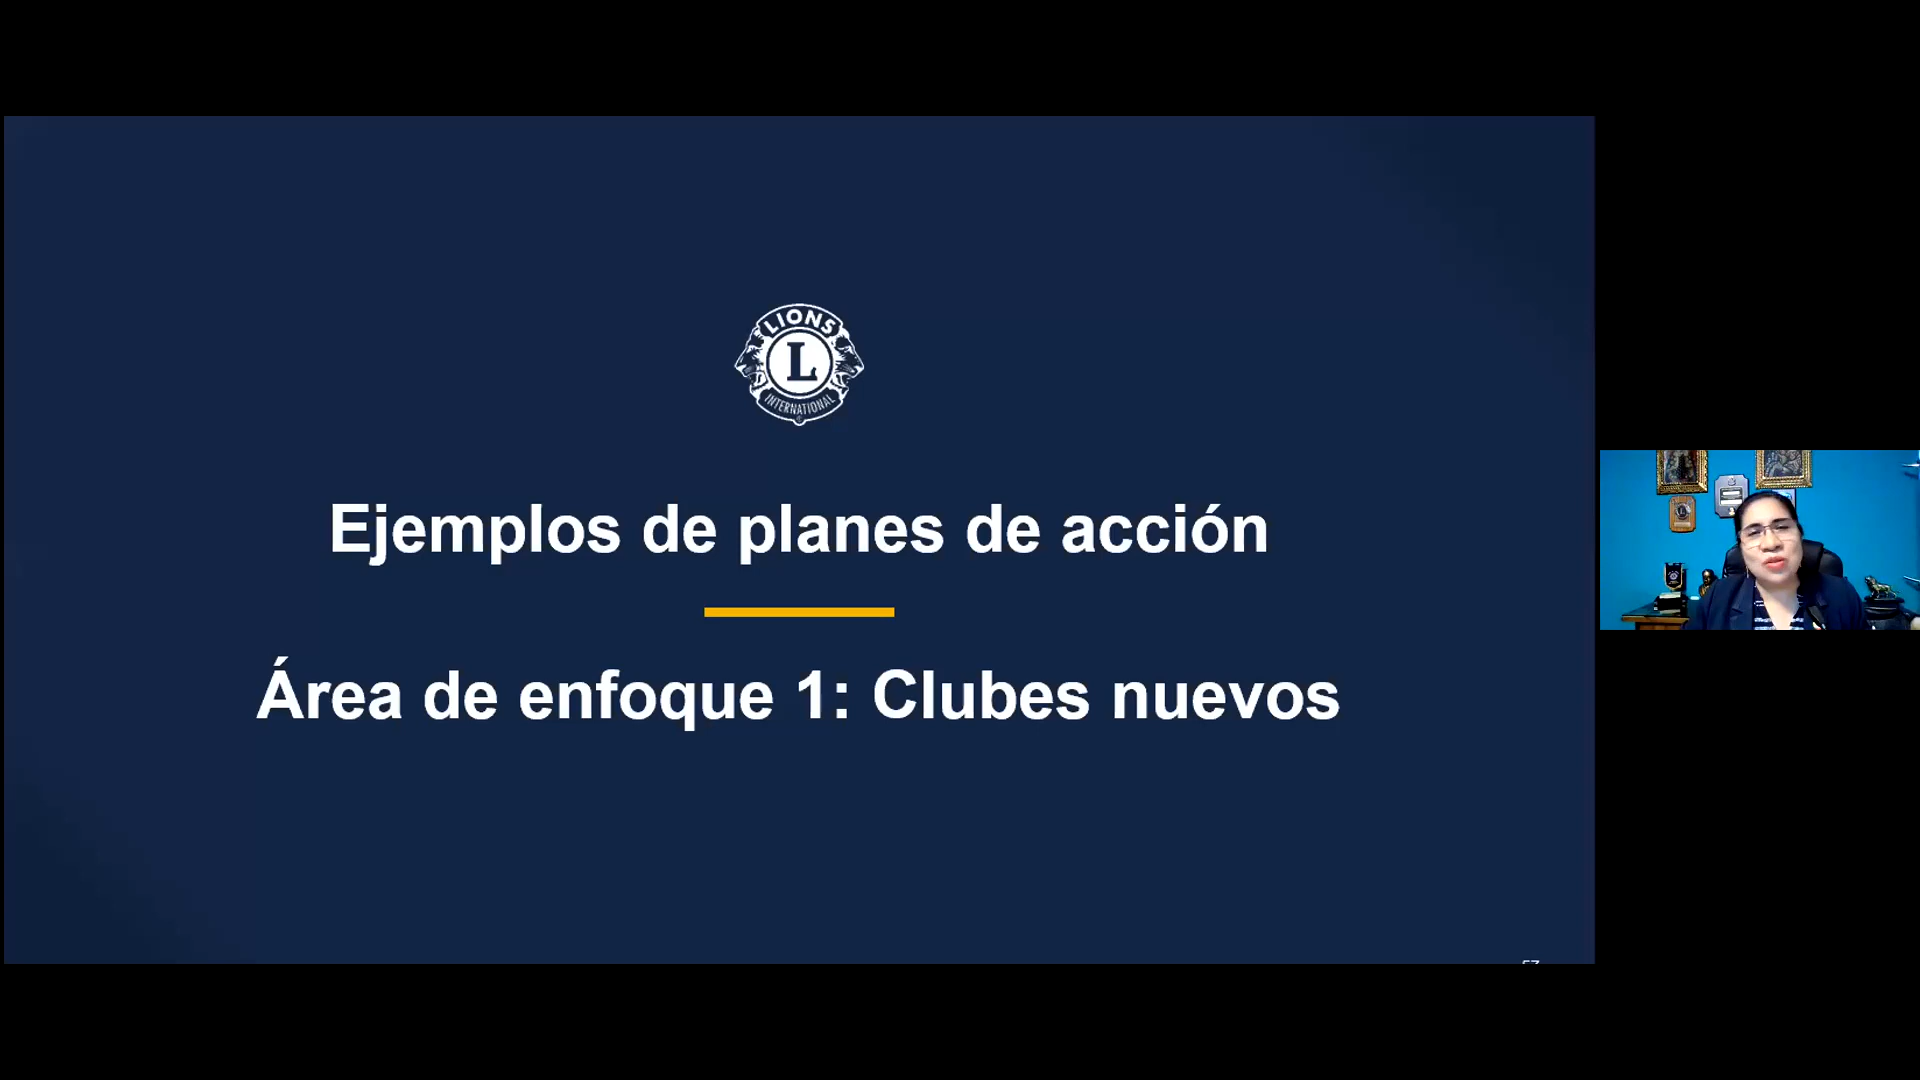 LIONS
L
INTERNATIONAL
Ejemplos de planes de acción
Área de enfoque 1: Clubes nuevos